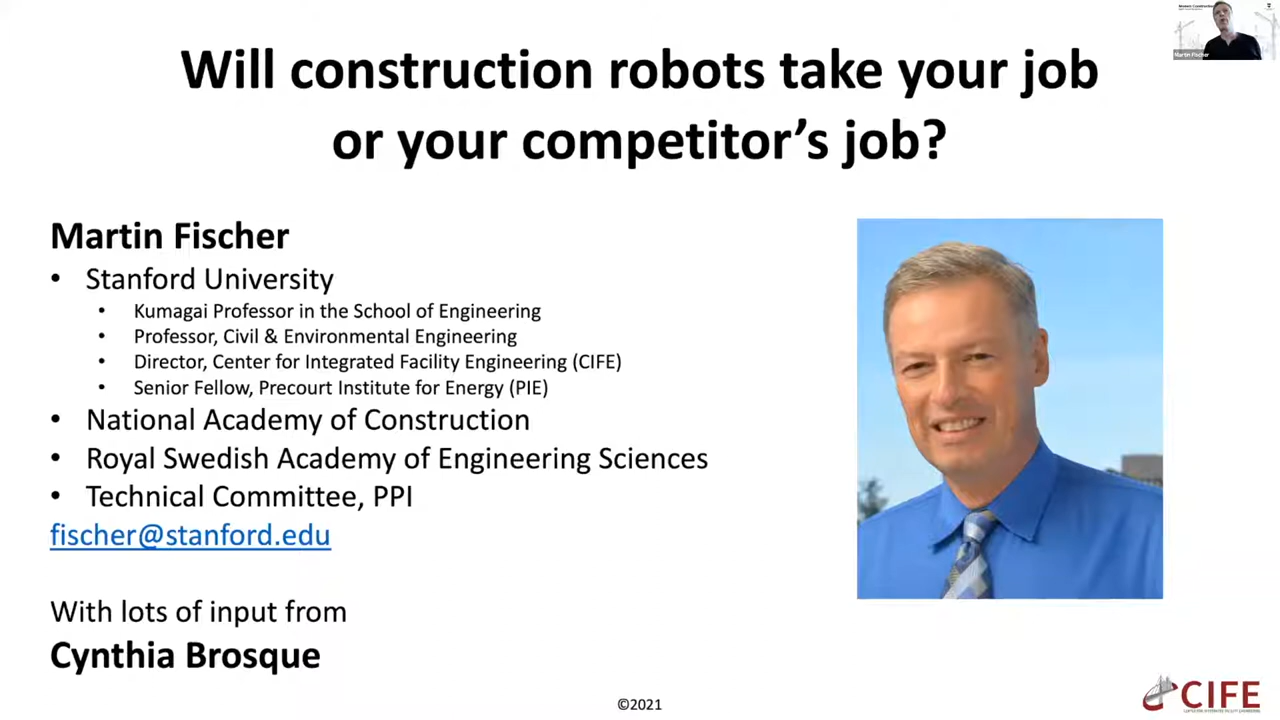 Will construction robots take your job
or your competitor’s job?
Martin Fischer
Martin Fischer
• Stanford University
• Kumagai Professor in the School of Engineering
• Professor, Civil & Environmental Engineering
• Director, Center for Integrated Facility Engineering (CIFE)
• Senior Fellow, Precourt Institute for Energy (PIE)
• National Academy of Construction
• Royal Swedish Academy of Engineering Sciences
• Technical Committee, PPI
fischer@stanford.edu
With lots of input from
Cynthia Brosque
©2021
CIFE